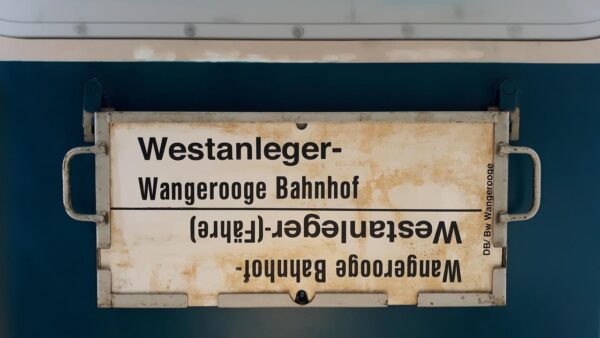 Westanleger-
Wangerooge Bahnhof
Wangerooge Bahnhof-
Westanleger-(Fähre)
DB/Bw Wangerooge